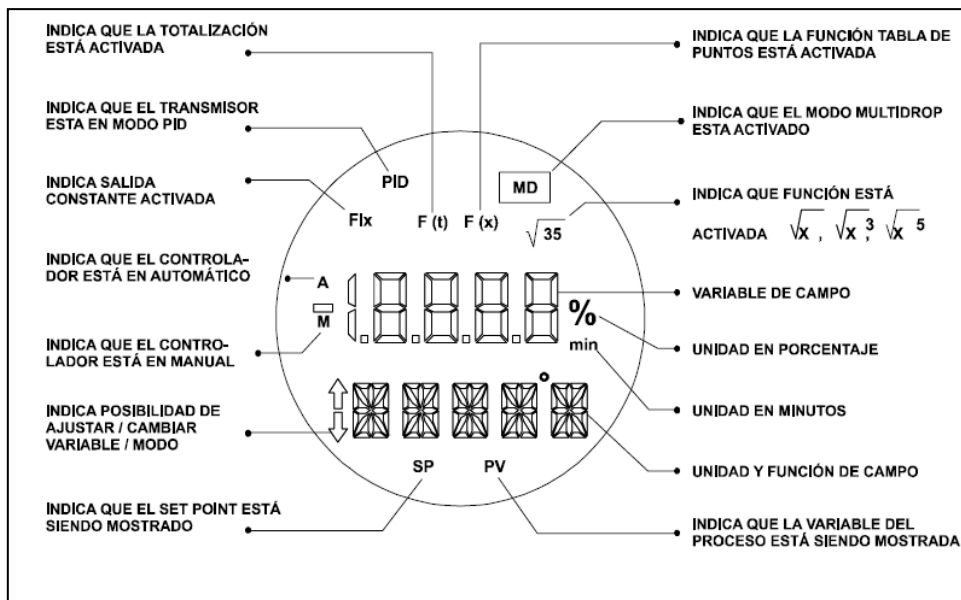 INDICA QUE LA TOTALIZACIÓN
ESTÁ ACTIVADA
INDICA QUE EL TRANSMISOR
ESTA EN MODO PID
INDICA SALIDA
CONSTANTE ACTIVADA
INDICA QUE EL CONTROLA-
DOR ESTÁ EN AUTOMÁTICO
INDICA QUE EL CONTRO-
LADOR ESTÁ EN MANUAL
INDICA POSIBILIDAD DE
AJUSTAR / CAMBIAR
VARIABLE / MODO
INDICA QUE EL SET POINT ESTÁ
SIENDO MOSTRADO
PID
MD
FIx
F (t)
F (x)
√35
A
M
%
min
SP
PV
INDICA QUE LA FUNCIÓN TABLA DE
PUNTOS ESTÁ ACTIVADA
INDICA QUE EL MODO MULTIDROP
ESTA ACTIVADO
INDICA QUE FUNCIÓN ESTÁ
ACTIVADA √x , √x³, √x⁵
VARIABLE DE CAMPO
UNIDAD EN PORCENTAJE
UNIDAD EN MINUTOS
UNIDAD Y FUNCIÓN DE CAMPO
INDICA QUE LA VARIABLE DEL
PROCESO ESTÁ SIENDO MOSTRADA